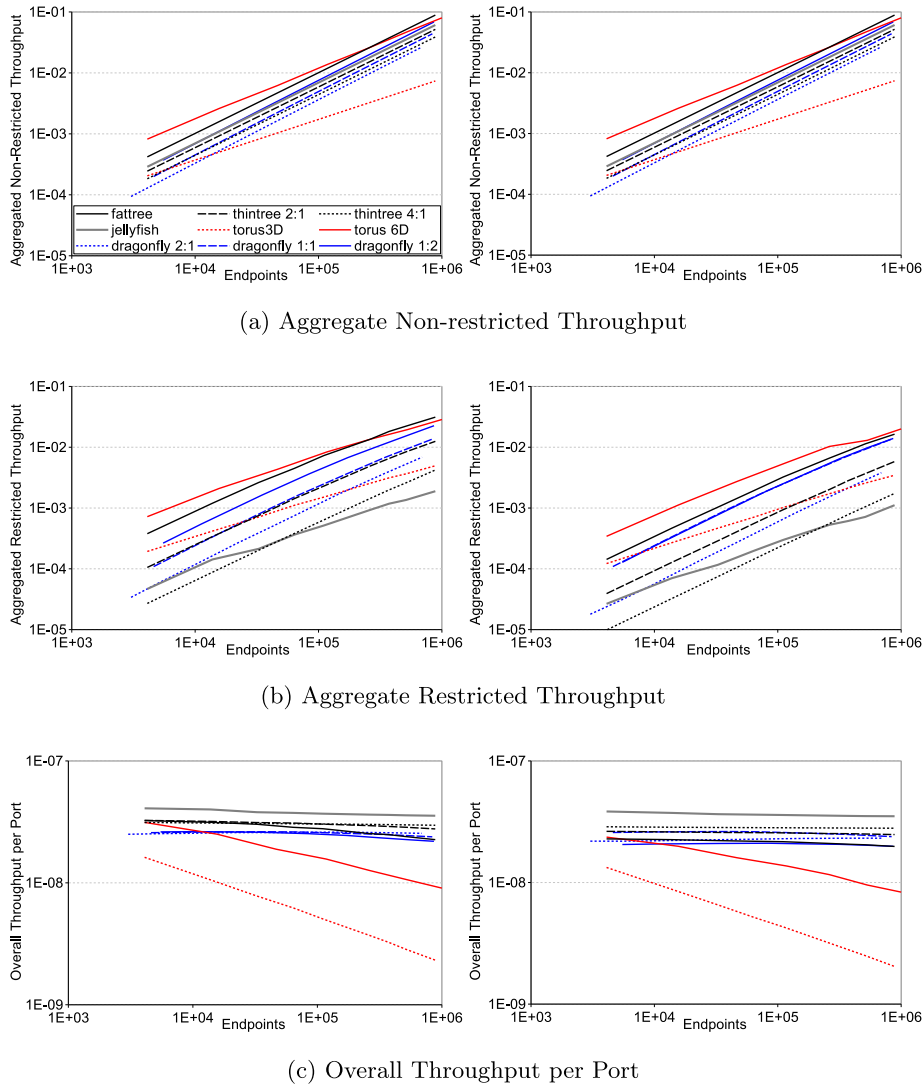 1E-01
1E-02
1E-03
1E-04
1E-05
Aggregated Non-Restricted Throughput
fattree
thintree 2:1
thintree 4:1
jellyfish
torus3D
torus 6D
dragonfly 2:1
dragonfly 1:1
dragonfly 1:2
1E+03
1E+04
1E+05
1E+06
Endpoints
1E-01
1E-02
1E-03
1E-04
1E-05
Aggregated Non-Restricted Throughput
1E+03
1E+04
1E+05
1E+06
Endpoints
(a) Aggregate Non-restricted Throughput
1E-01
1E-02
1E-03
1E-04
1E-05
Aggregated Restricted Throughput
1E+03
1E+04
1E+05
1E+06
Endpoints
1E-01
1E-02
1E-03
1E-04
1E-05
Aggregated Restricted Throughput
1E+03
1E+04
1E+05
1E+06
Endpoints
(b) Aggregate Restricted Throughput
1E-07
1E-08
1E-09
Overall Throughput per Port
1E+03
1E+04
1E+05
1E+06
Endpoints
1E-07
1E-08
1E-09
Overall Throughput per Port
1E+03
1E+04
1E+05
1E+06
Endpoints
(c) Overall Throughput per Port